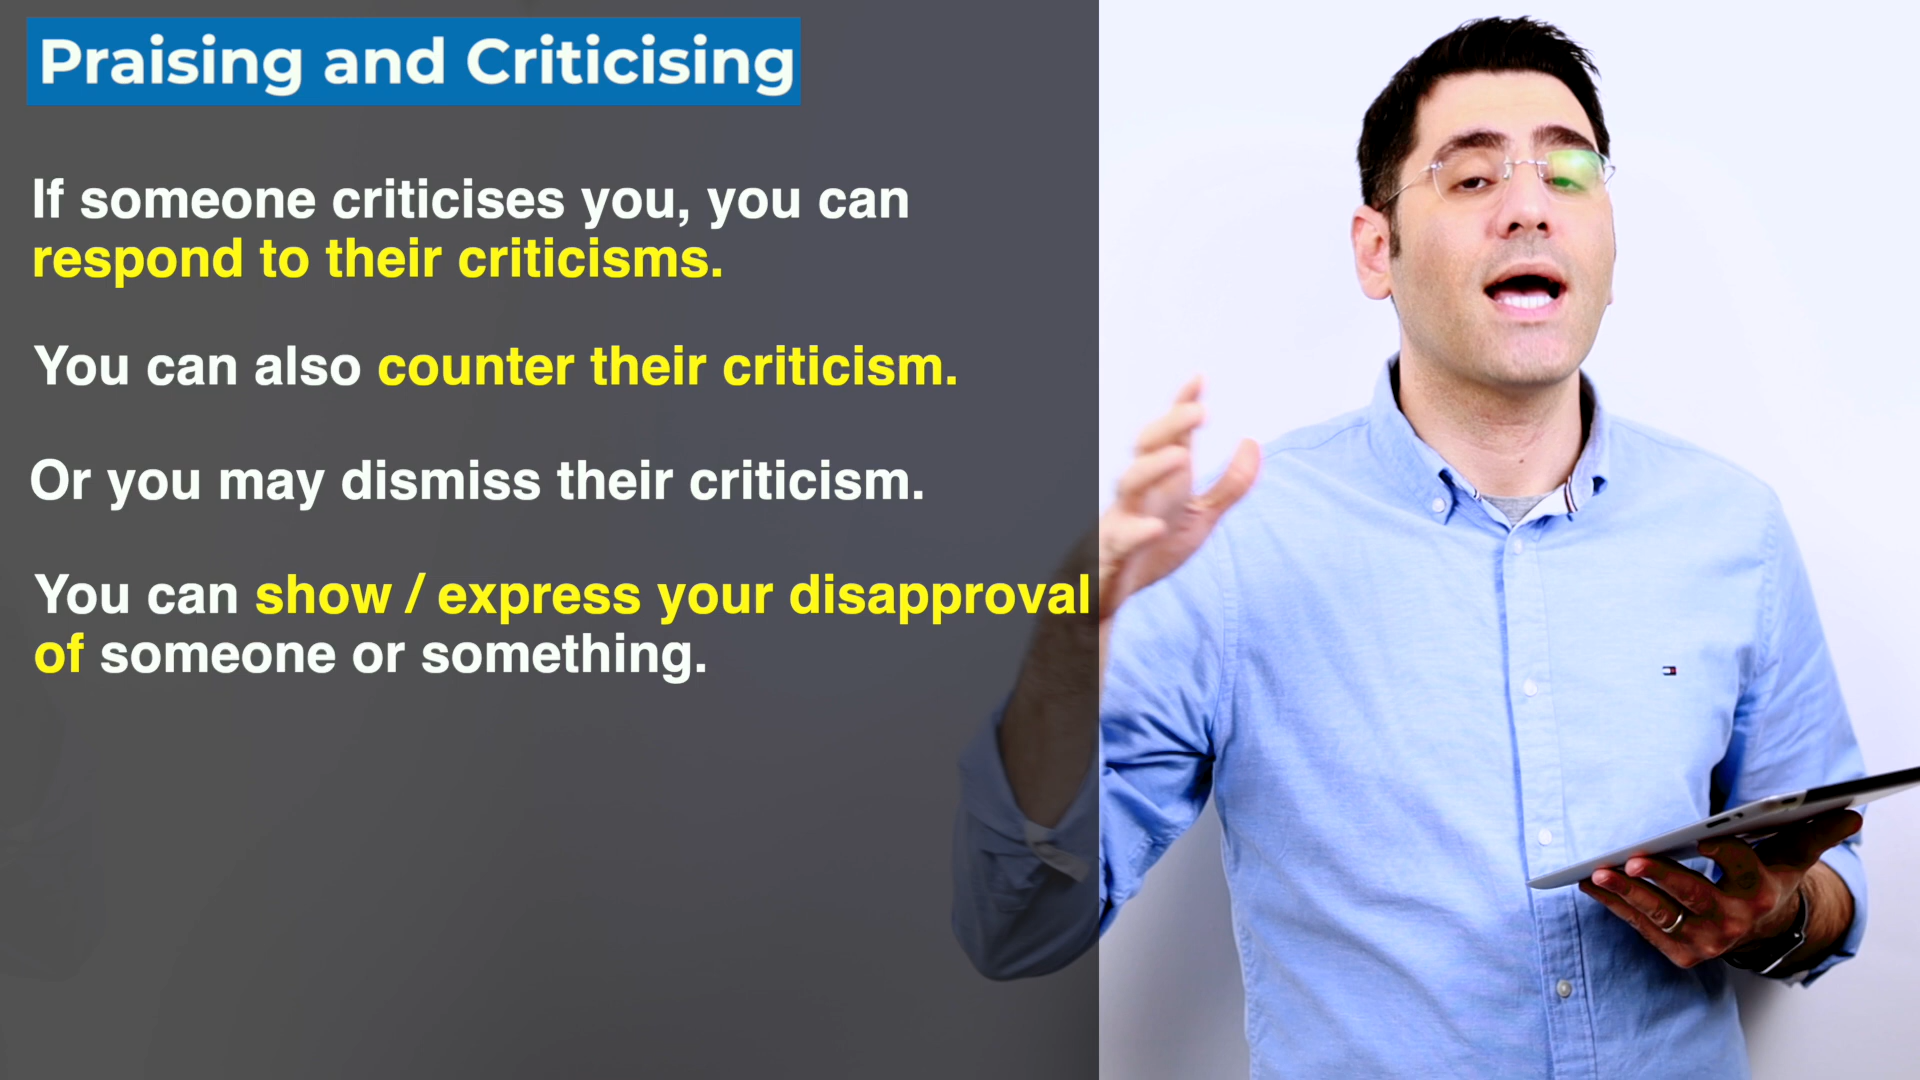 Praising and Criticising
If someone criticises you, you can
respond to their criticisms.
You can also counter their criticism.
Or you may dismiss their criticism.
You can show / express your disapproval
of someone or something.